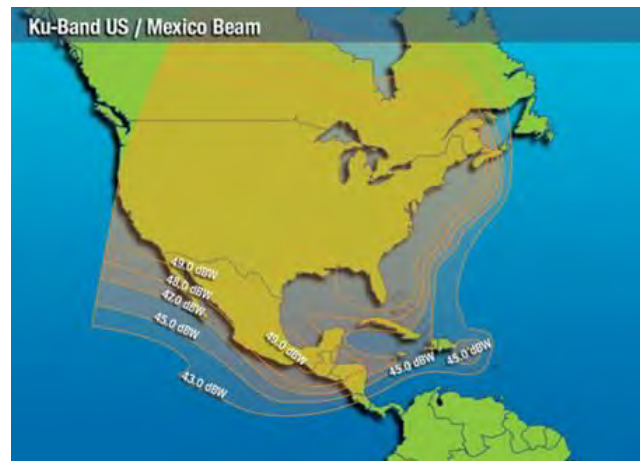 Ku-Band US / Mexico Beam
49.0 dBW
48.0 dBW
47.0 dBW
45.0 dBW
43.0 dBW
49.0 dBW
45.0 dBW
45.0 dBW